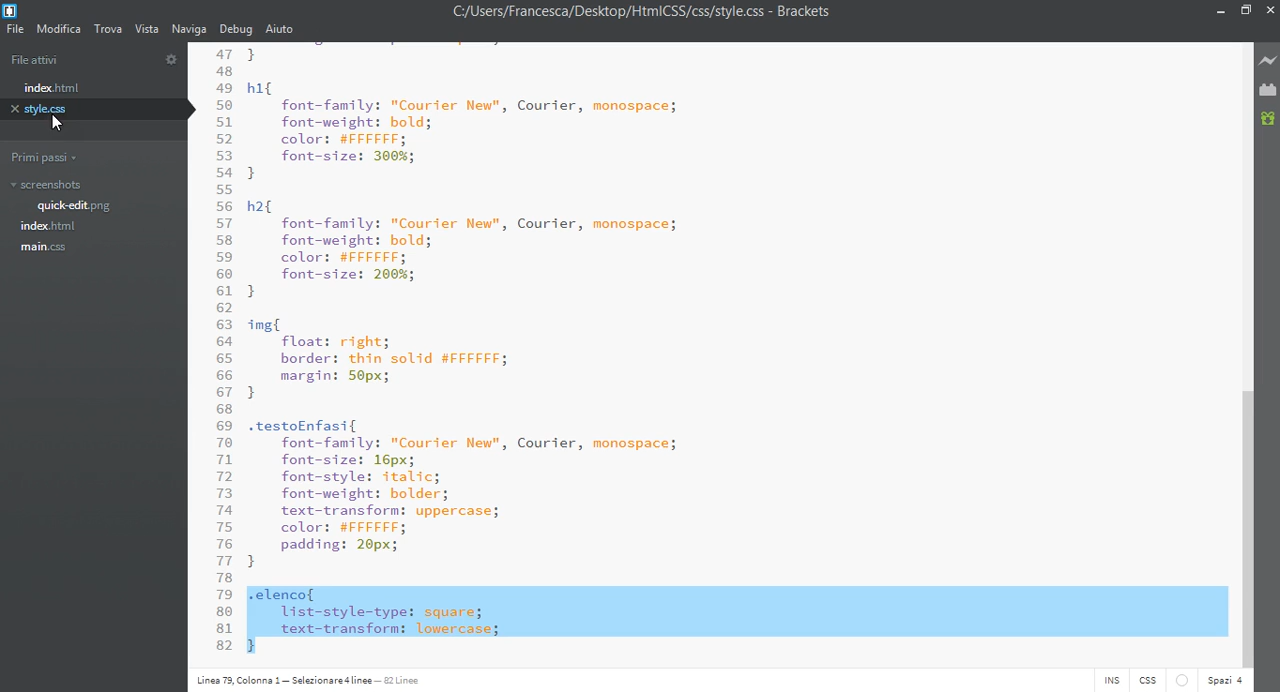 C:/Users/Francesca/Desktop/HtmlCSS/css/style.css - Brackets
File Modifica Trova Vista Naviga Debug Aiuto
File attivi
index.html
style.css
Primi passi
screenshots
quick-edit.png
index.html
main.css
47 }
48
49 h1{
50 font-family: "Courier New", Courier, monospace;
51 font-weight: bold;
52 color: #FFFFFF;
53 font-size: 300%;
54 }
55
56 h2{
57 font-family: "Courier New", Courier, monospace;
58 font-weight: bold;
59 color: #FFFFFF;
60 font-size: 200%;
61 }
62
63 img{
64 float: right;
65 border: thin solid #FFFFFF;
66 margin: 50px;
67 }
68
69 .testoEnfasi{
70 font-family: "Courier New", Courier, monospace;
71 font-size: 16px;
72 font-style: italic;
73 font-weight: bolder;
74 text-transform: uppercase;
75 color: #FFFFFF;
76 padding: 20px;
77 }
78
79 .elenco{
80 list-style-type: square;
81 text-transform: lowercase;
82 }
Linea 79, Colonna 1 — Selezionare 4 linee — 82 Linee
INS CSS Spazi 4